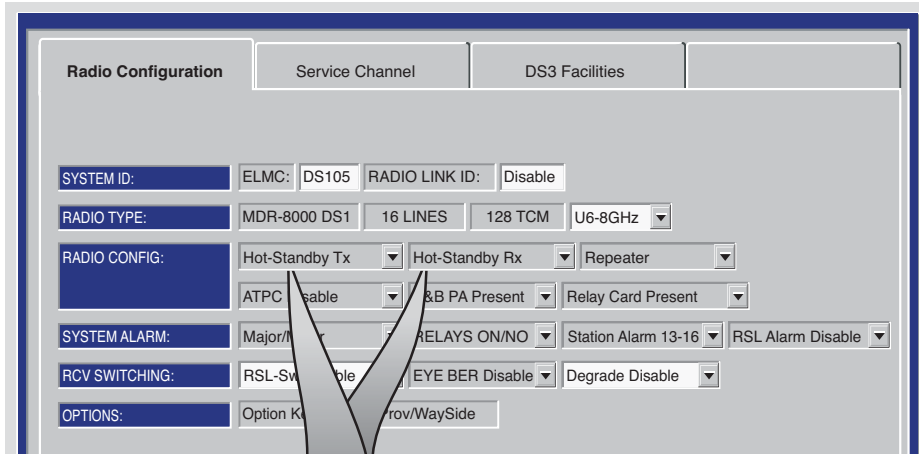 Radio Configuration Service Channel DS3 Facilities
SYSTEM ID: ELMC: DS105 RADIO LINK ID: Disable
RADIO TYPE: MDR-8000 DS1 16 LINES 128 TCM U6-8GHz
RADIO CONFIG: Hot-Standby Tx Hot-Standby Rx Repeater
ATPC PA Present Relay Card Present
SYSTEM ALARM: RELAYS ON/NO Station Alarm 13-16 RSL Alarm Disable
RCV SWITCHING: EYE BER Disable Degrade Disable
OPTIONS: Option